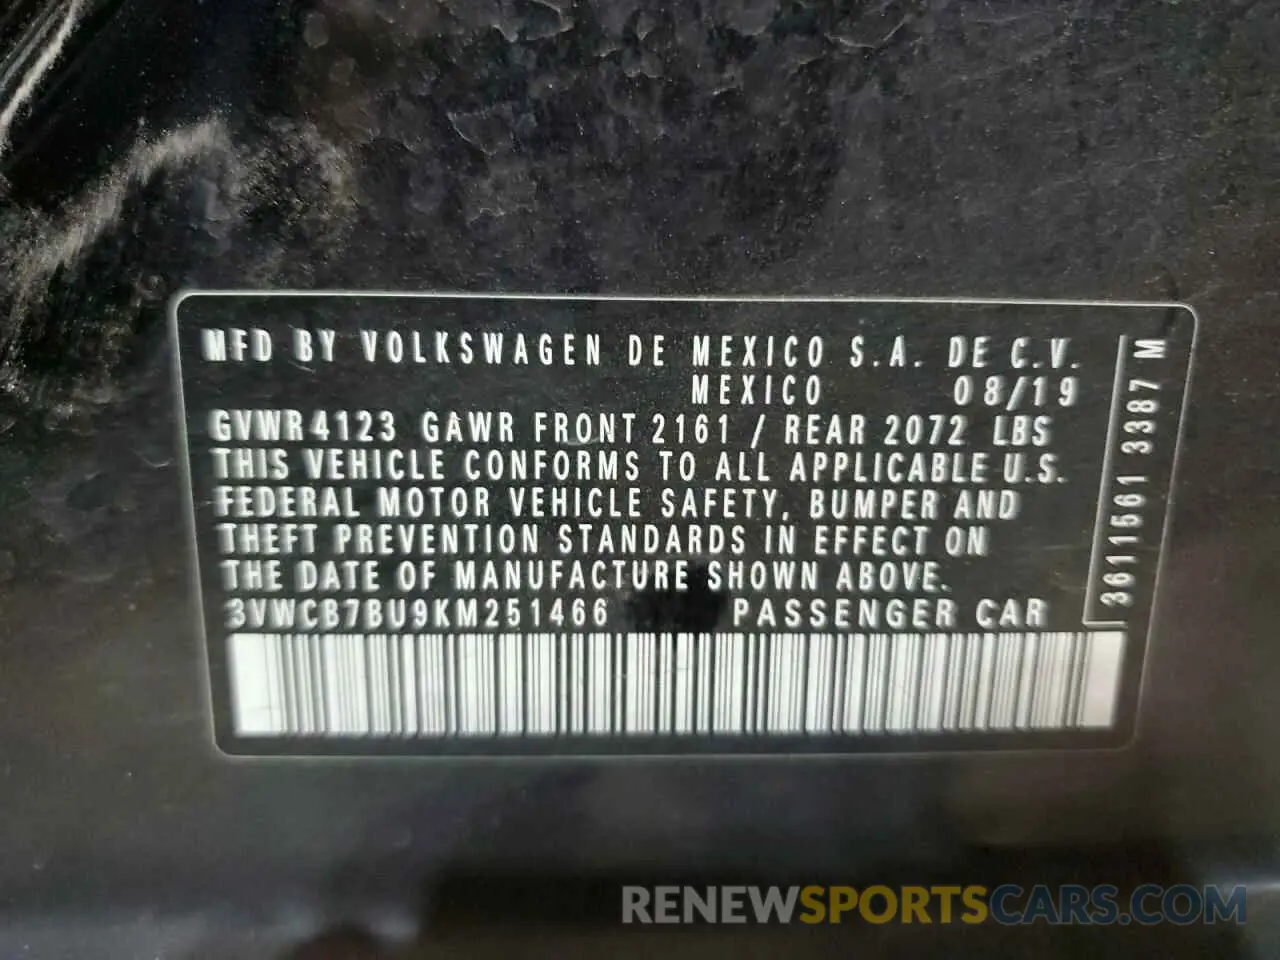 MFD BY VOLKSWAGEN DE MEXICO S.A. DE C.V.
MEXICO 08/19
GVWR 4123 GAWR FRONT 2161 / REAR 2072 LBS
THIS VEHICLE CONFORMS TO ALL APPLICABLE U.S.
FEDERAL MOTOR VEHICLE SAFETY, BUMPER AND
THEFT PREVENTION STANDARDS IN EFFECT ON
THE DATE OF MANUFACTURE SHOWN ABOVE.
3VWCB7BU9KM251466 PASSENGER CAR
3611561 3387 M
RENEWSPORTSCARS.COM